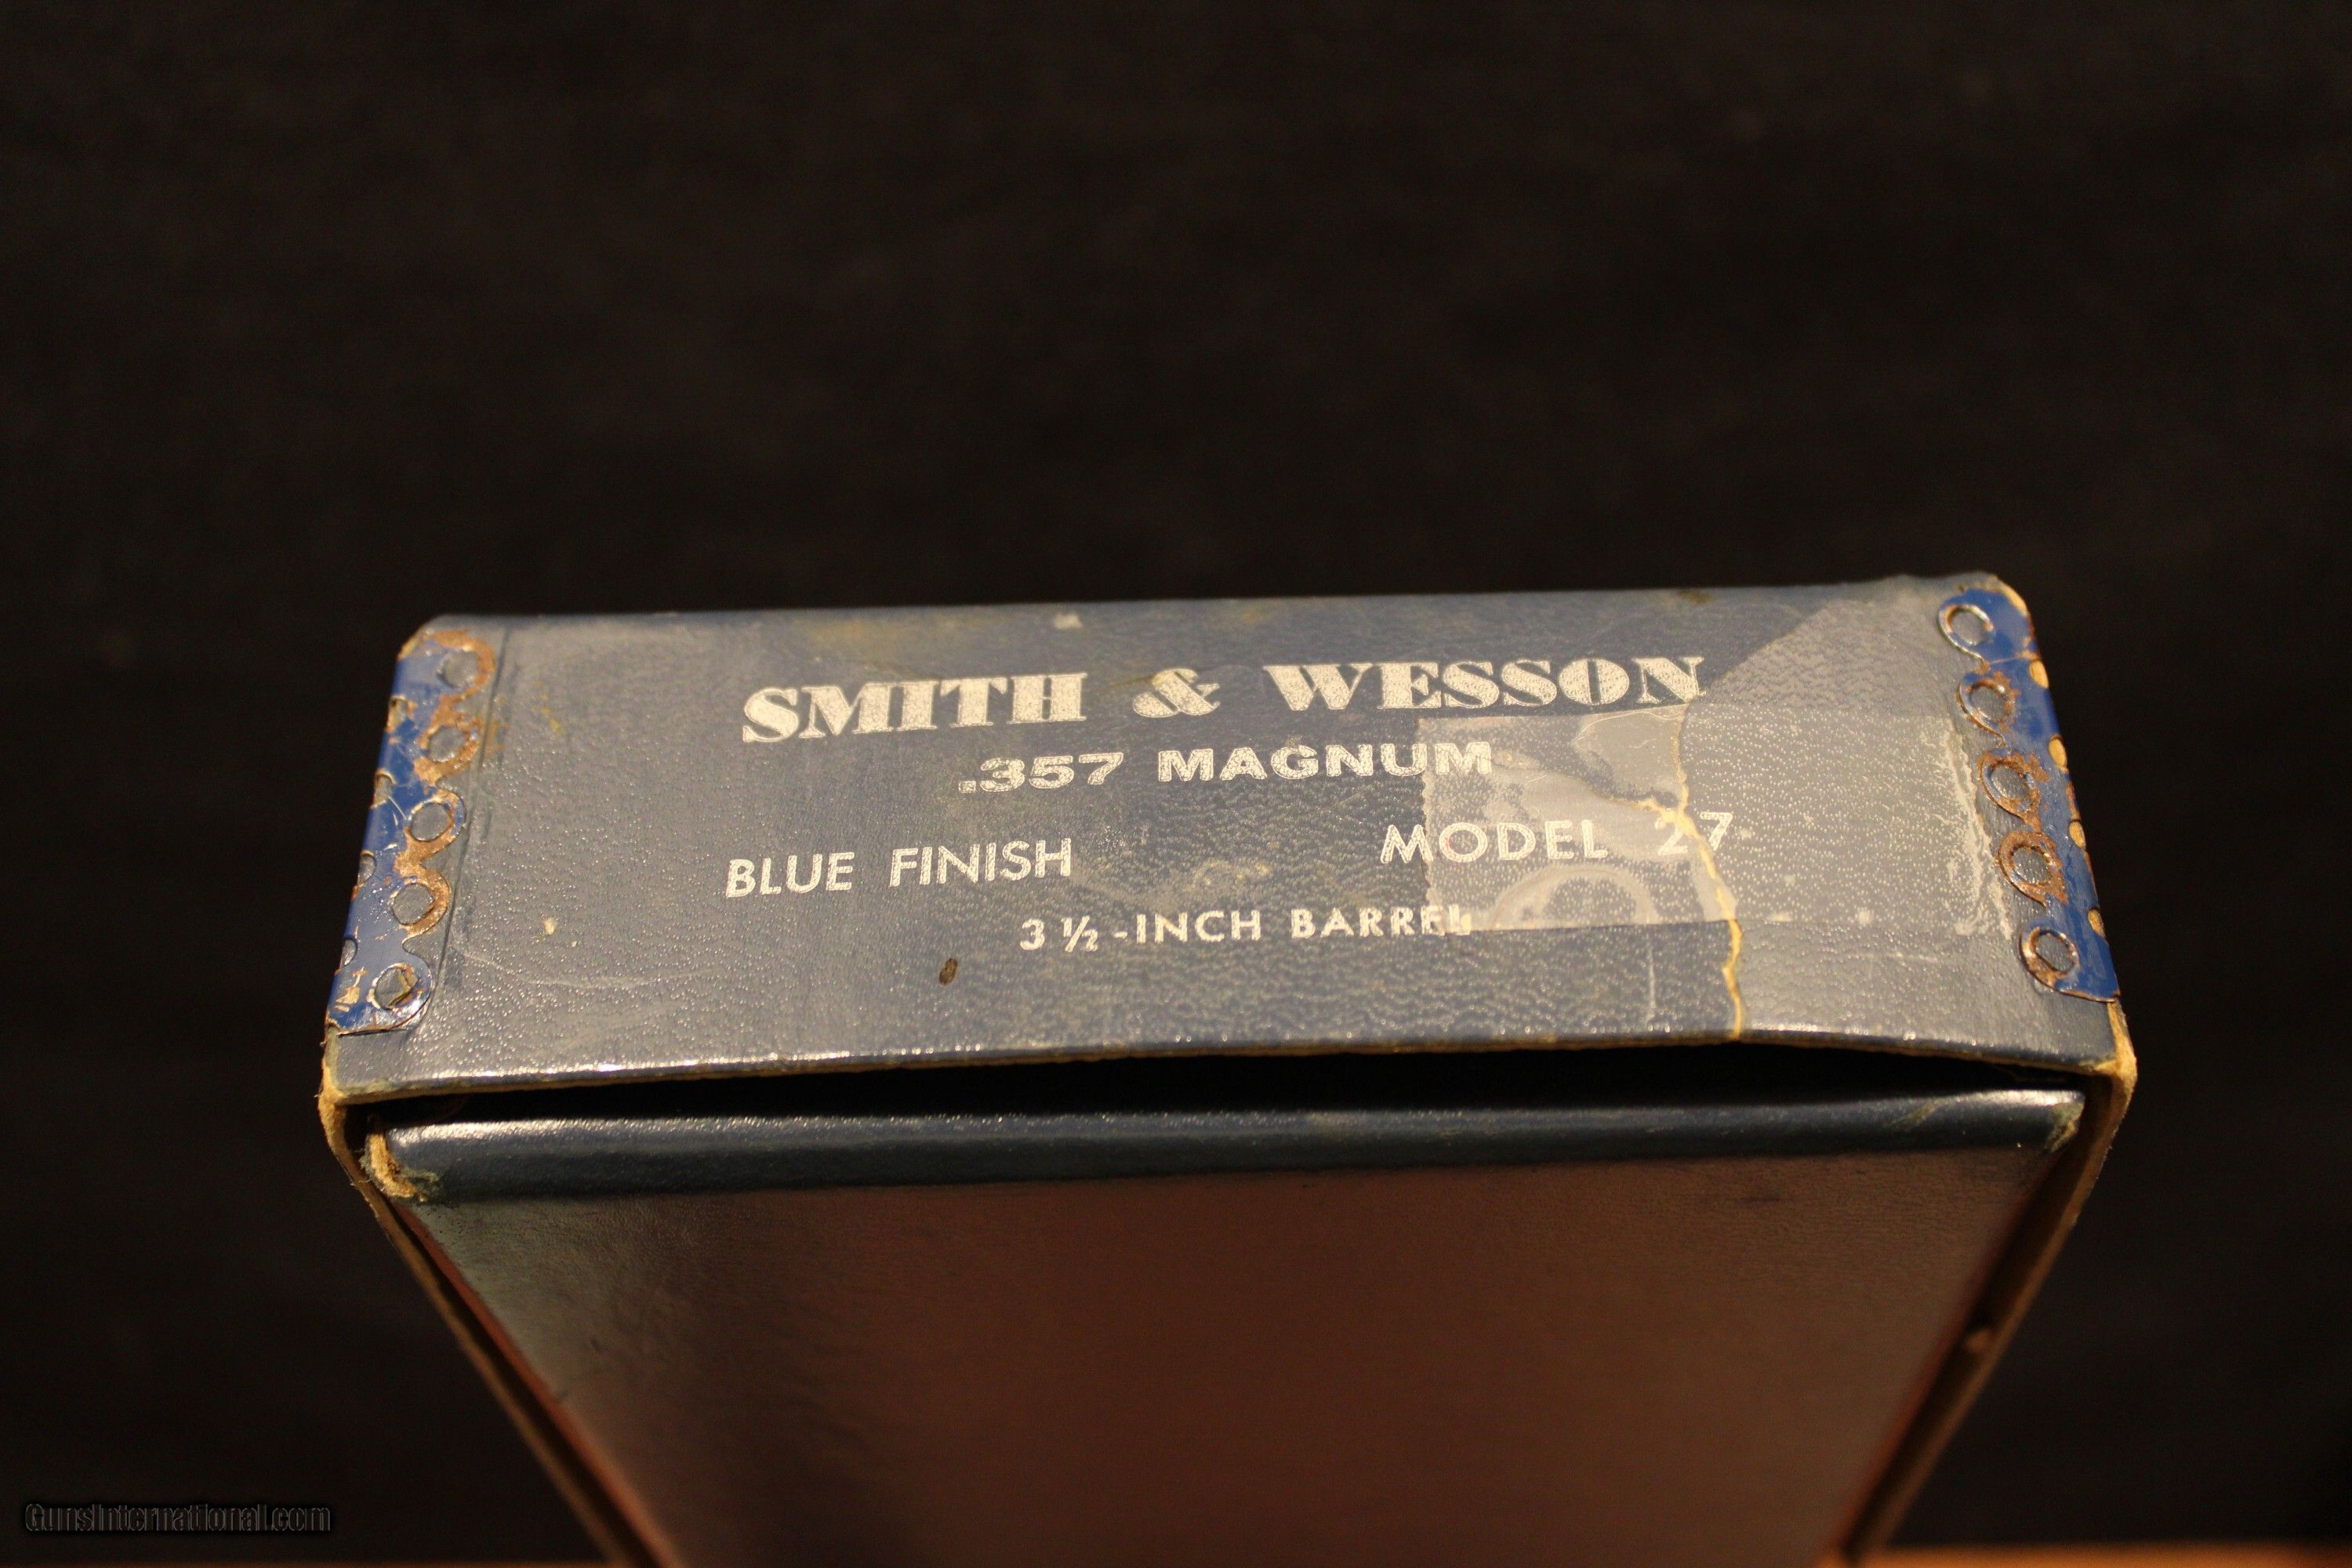 SMITH & WESSON
.357 MAGNUM
BLUE FINISH MODEL 27
3 ½-INCH BARREL
GunsInternational.com